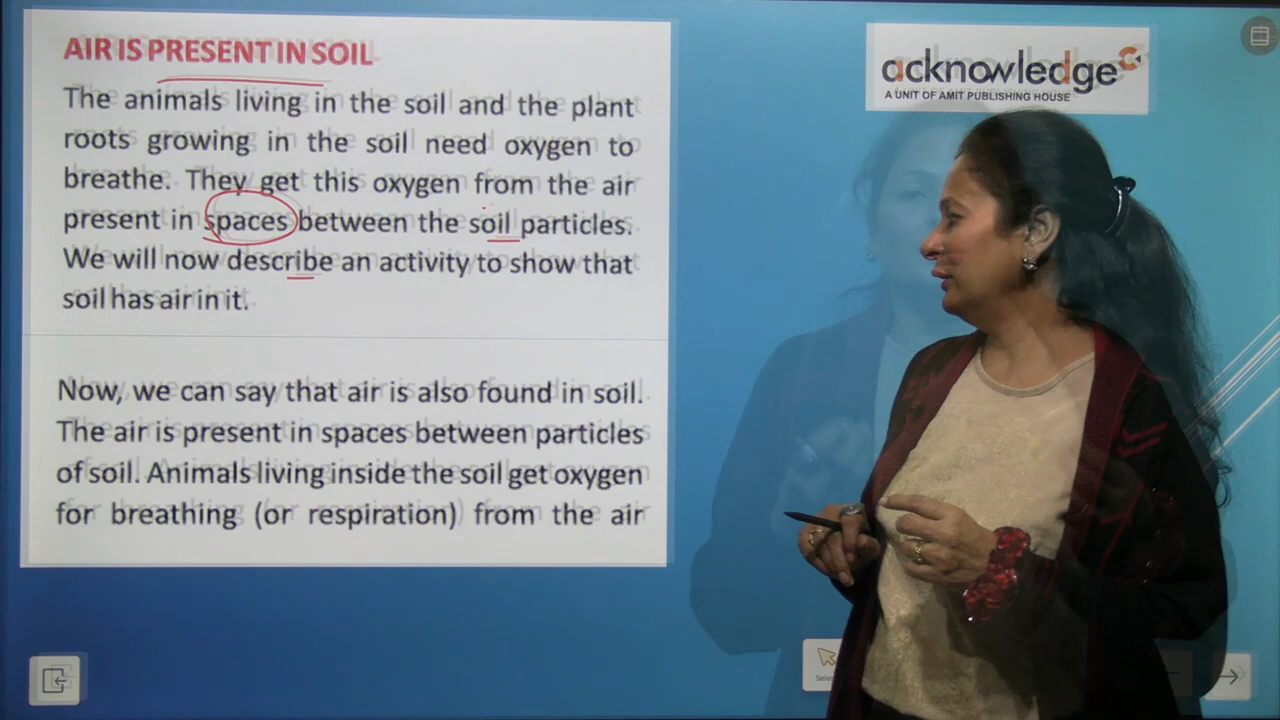 AIR IS PRESENT IN SOIL
The animals living in the soil and the plant
roots growing in the soil need oxygen to
breathe. They get this oxygen from the air
present in spaces between the soil particles.
We will now describe an activity to show that
soil has air in it.
Now, we can say that air is also found in soil.
The air is present in spaces between particles
of soil. Animals living inside the soil get oxygen
for breathing (or respiration) from the air
acknowledge
A UNIT OF AMIT PUBLISHING HOUSE